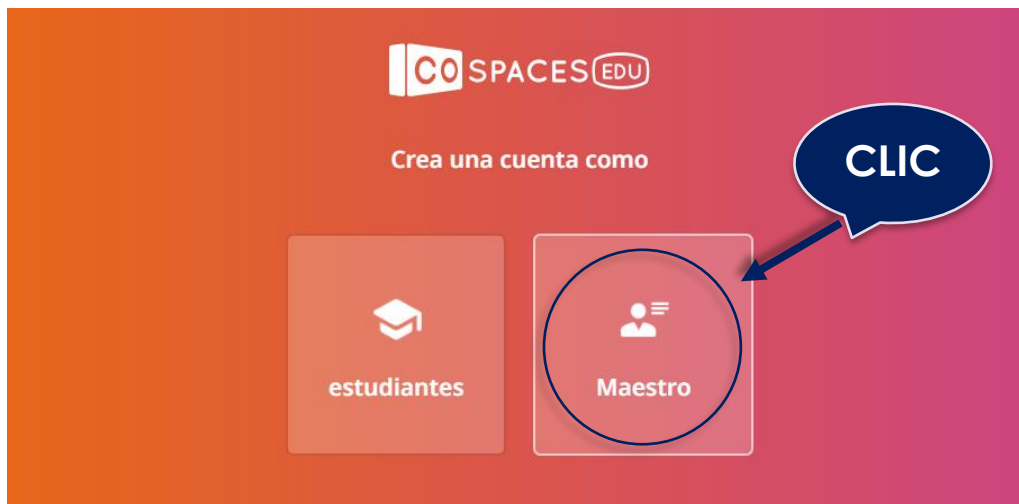 CO SPACES EDU
Crea una cuenta como
CLIC
estudiantes
Maestro